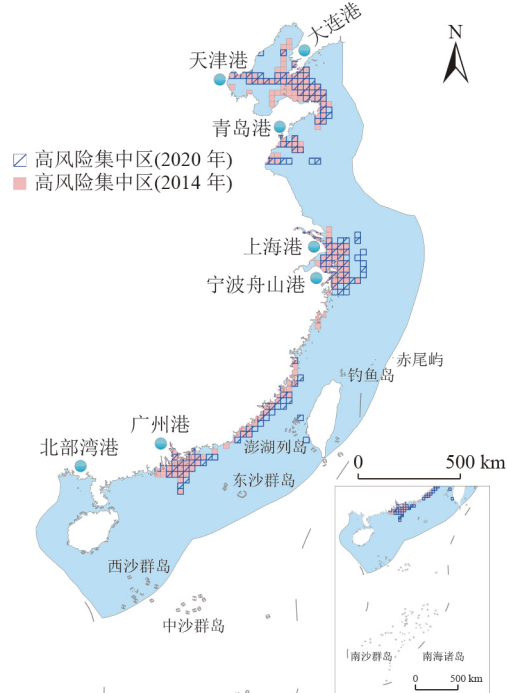 N
大连港
天津港
青岛港
高风险集中区(2020 年)
高风险集中区(2014 年)
上海港
宁波舟山港
赤尾屿
钓鱼岛
广州港
澎湖列岛
北部湾港
东沙群岛
0 500 km
西沙群岛
中沙群岛
南沙群岛
南海诸岛
0 500 km